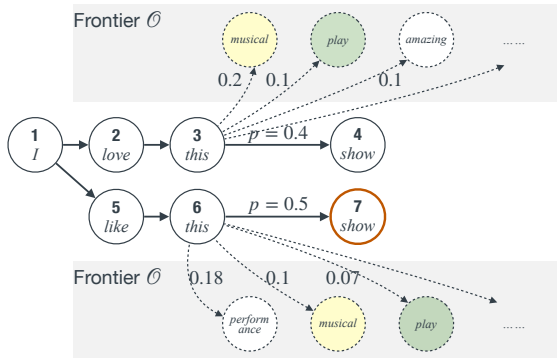 Frontier 𝒪
musical
play
amazing
......
0.2
0.1
0.1
1
I
2
love
3
this
p = 0.4
4
show
5
like
6
this
p = 0.5
7
show
Frontier 𝒪
0.18
0.1
0.07
perform
ance
musical
play
......